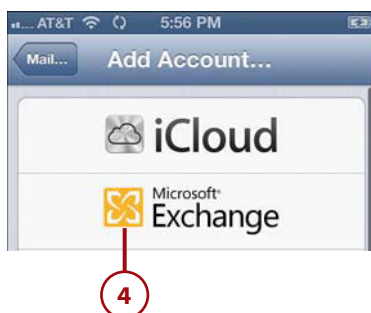 AT&T 5:56 PM
Mail... Add Account...
iCloud
Microsoft®
Exchange
4